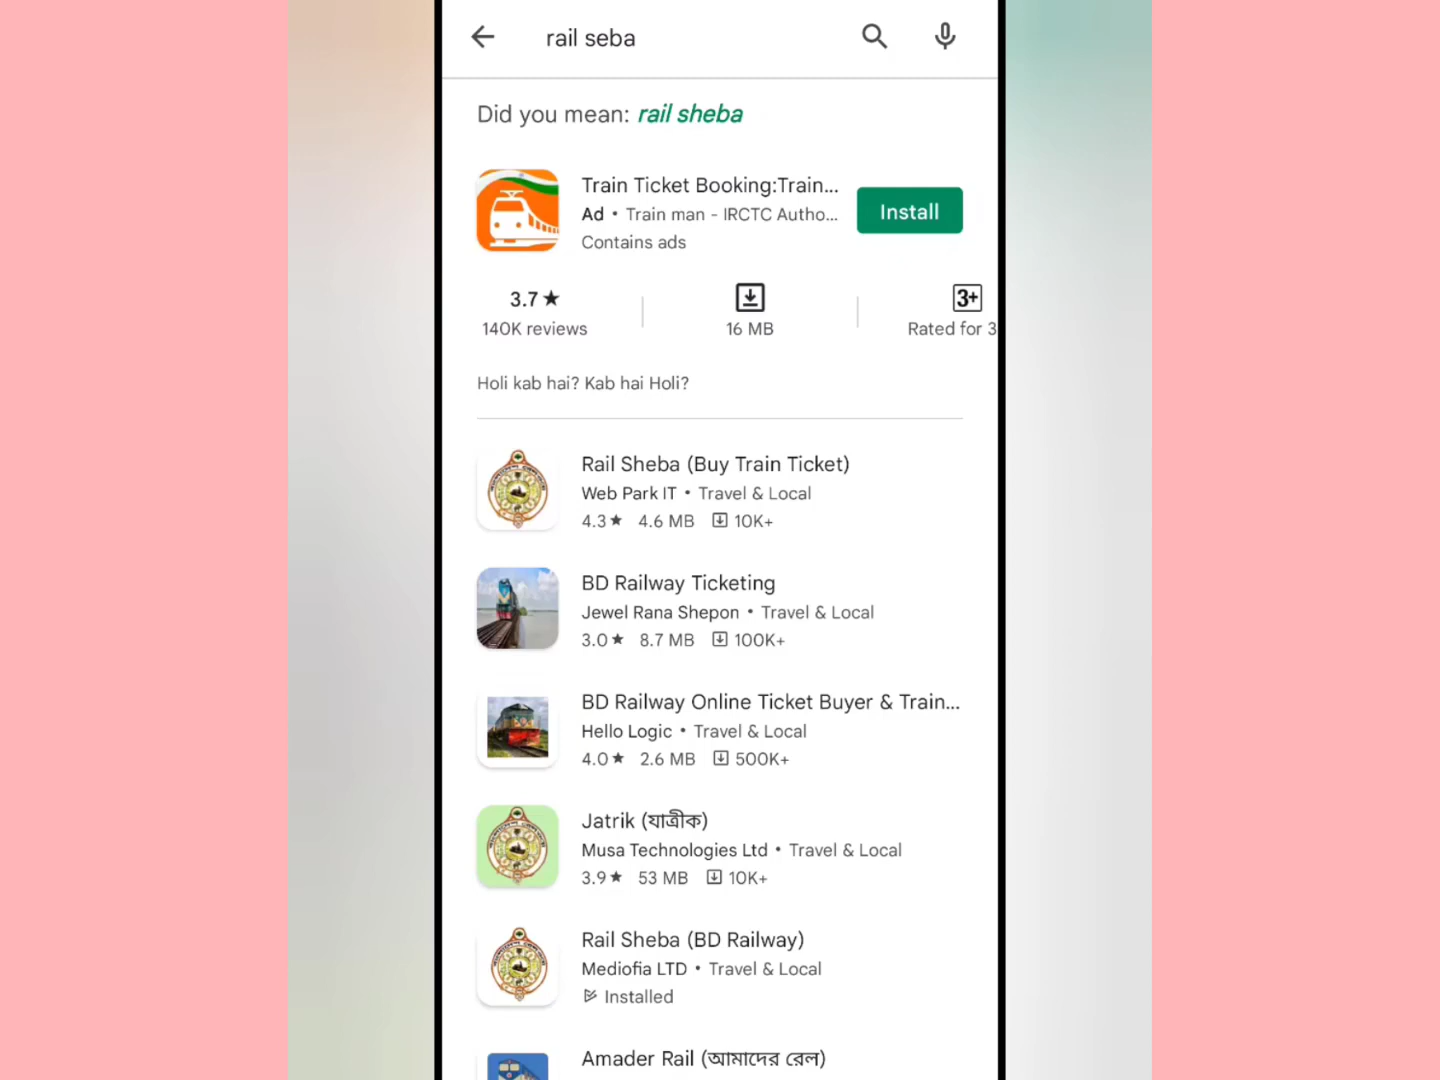 rail seba
Did you mean: rail sheba
Train Ticket Booking:Train...
Install
Ad • Train man - IRCTC Autho...
Contains ads
3.7★
140K reviews
16 MB
3+
Rated for 3
Holi kab hai? Kab hai Holi?
Rail Sheba (Buy Train Ticket)
Web Park IT • Travel & Local
4.3★ 4.6 MB 10K+
BD Railway Ticketing
Jewel Rana Shepon • Travel & Local
3.0★ 8.7 MB 100K+
BD Railway Online Ticket Buyer & Train...
Hello Logic • Travel & Local
4.0★ 2.6 MB 500K+
Jatrik (যাত্রীক)
Musa Technologies Ltd • Travel & Local
3.9★ 53 MB 10K+
Rail Sheba (BD Railway)
Mediofia LTD • Travel & Local
Installed
Amader Rail (আমাদের রেল)